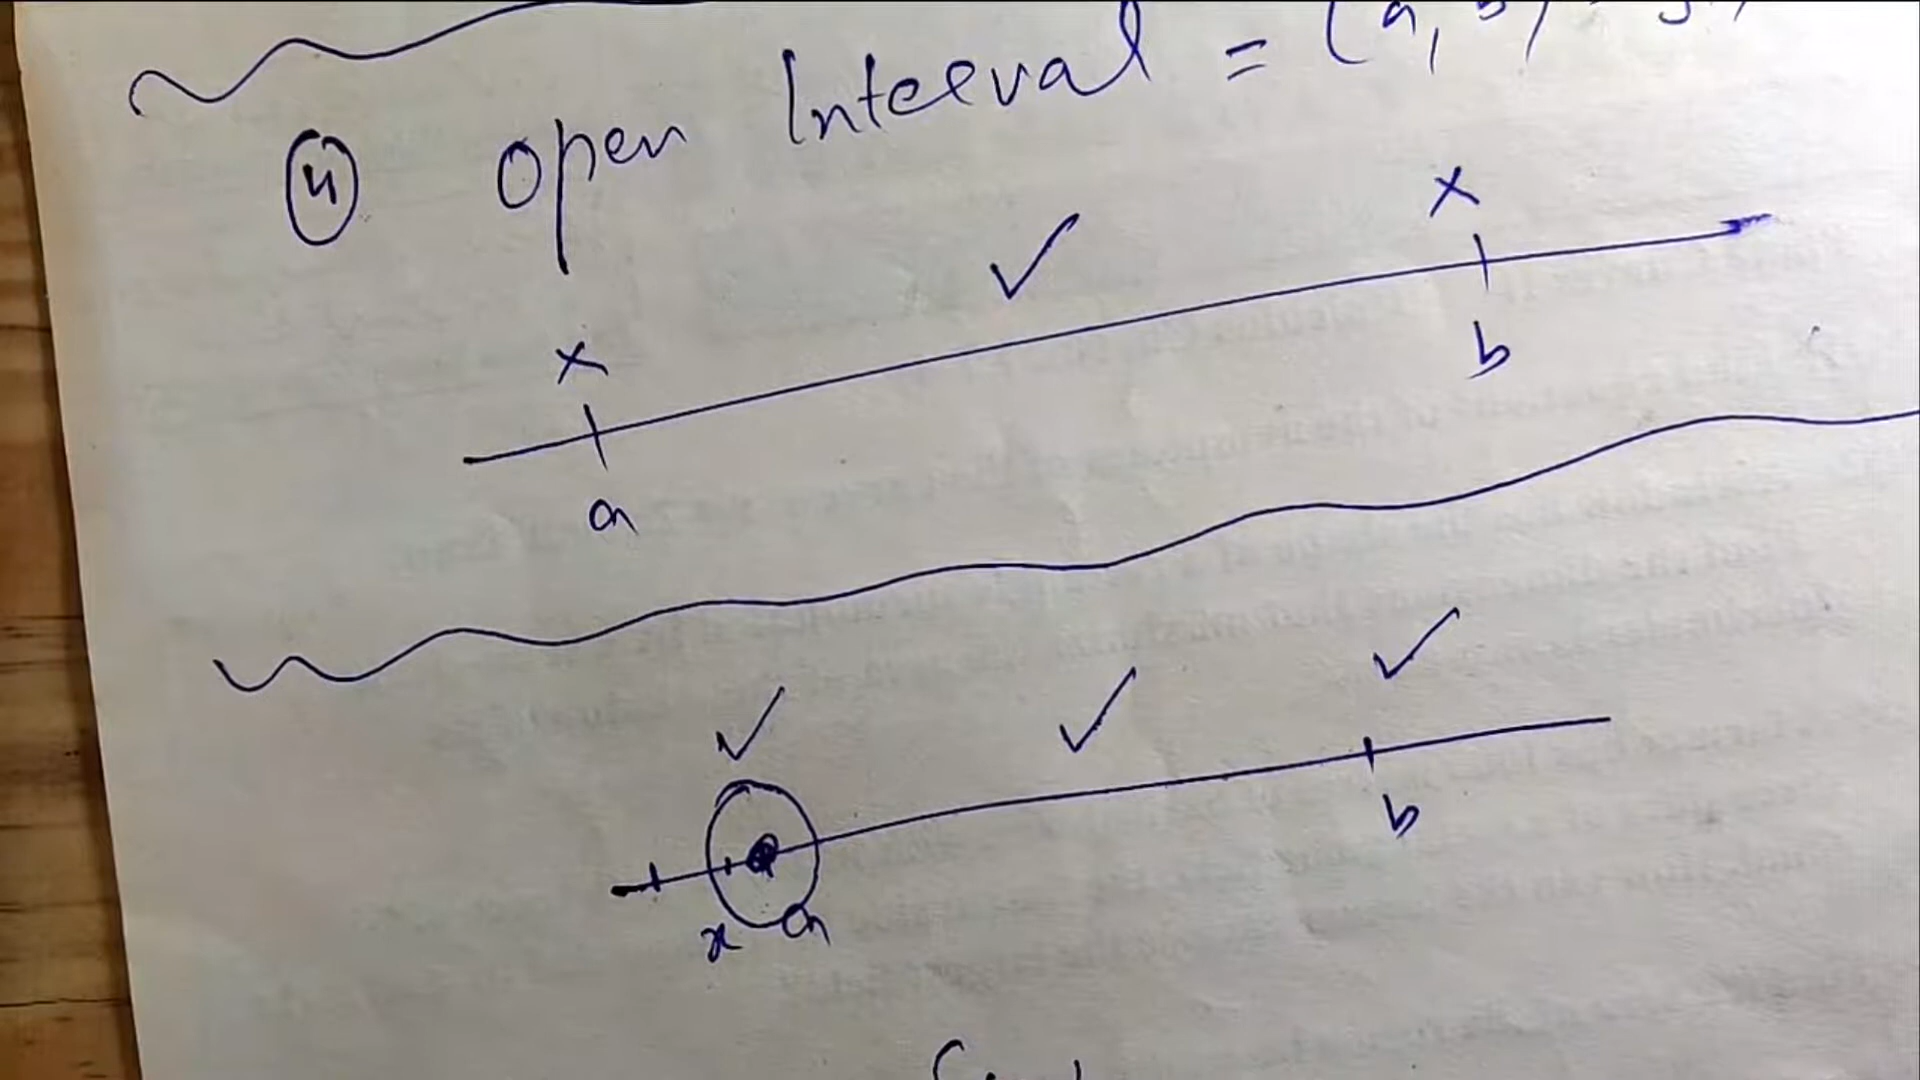 ④ Open Interval = (a, b)
x ✓ x
a b
✓ ✓ ✓
x a b